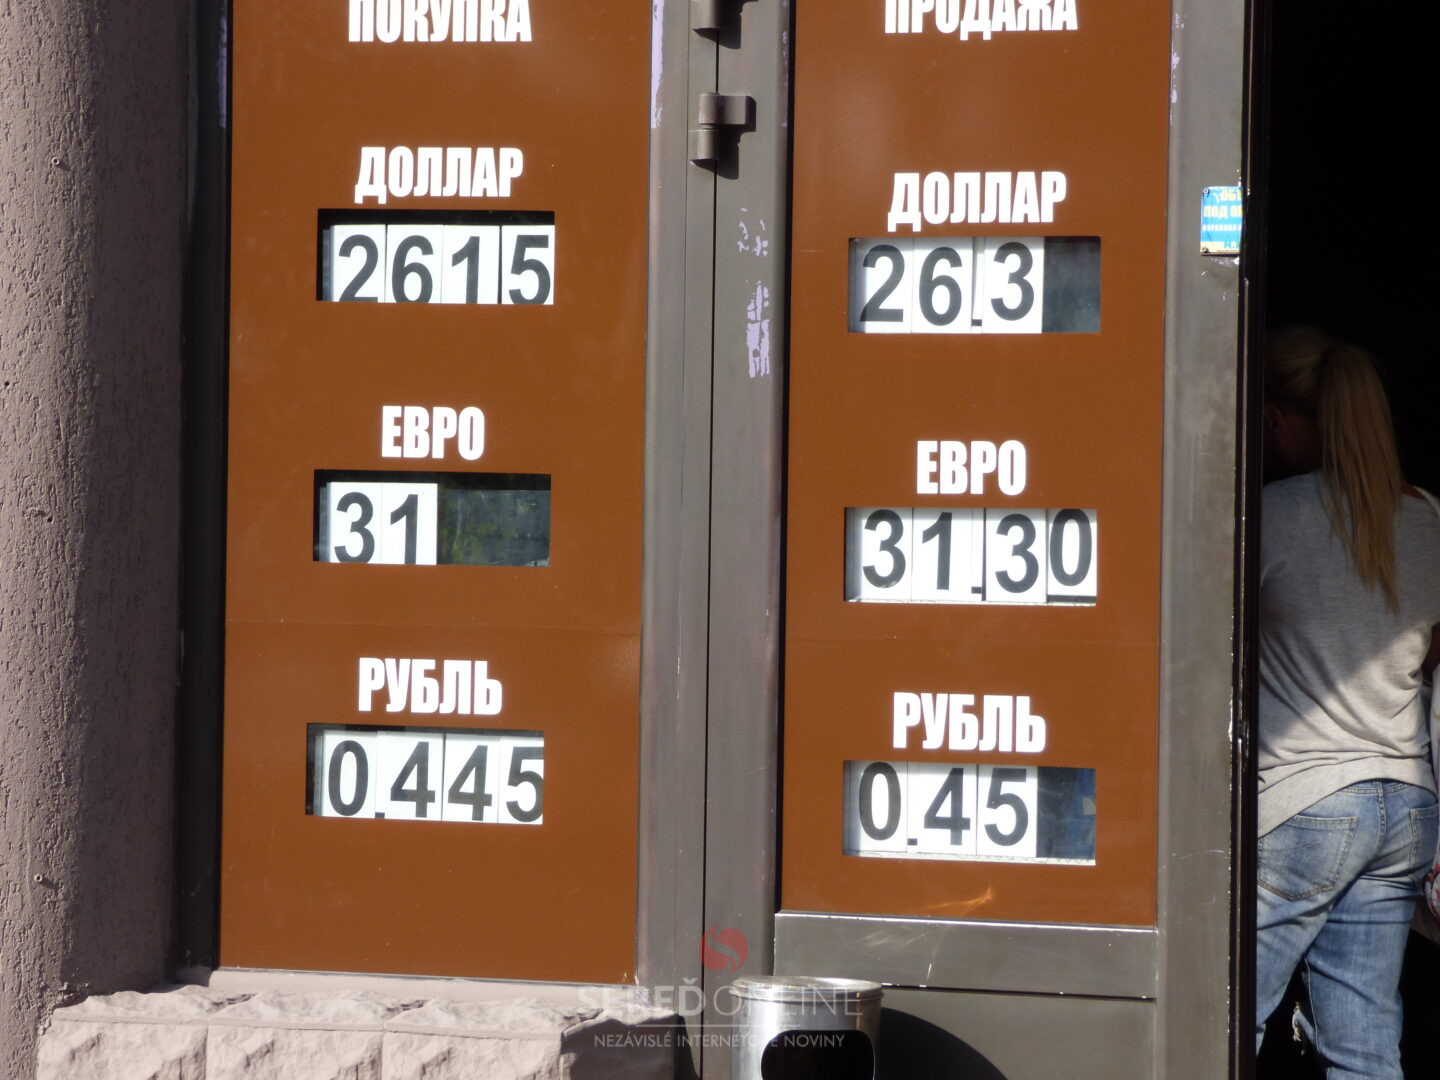 ПОКУПКА
ДОЛЛАР
2615
ЕВРО
31
РУБЛЬ
0.445
ПРОДАЖА
ДОЛЛАР
26.3
ЕВРО
31.30
РУБЛЬ
0.45
SEBEĎONLINE
NEZÁVISLÉ INTERNETOVÉ NOVINY